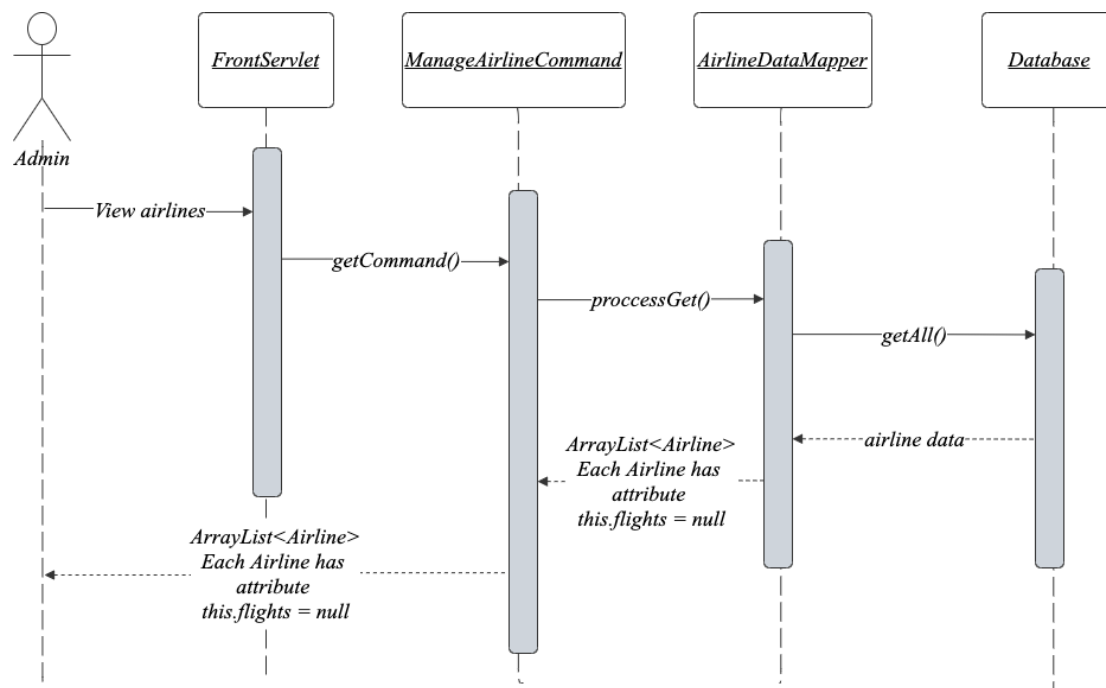 FrontServlet
ManageAirlineCommand
AirlineDataMapper
Database
Admin
View airlines
getCommand()
proccessGet()
getAll()
airline data
ArrayList<Airline>
Each Airline has
attribute
this.flights = null
ArrayList<Airline>
Each Airline has
attribute
this.flights = null